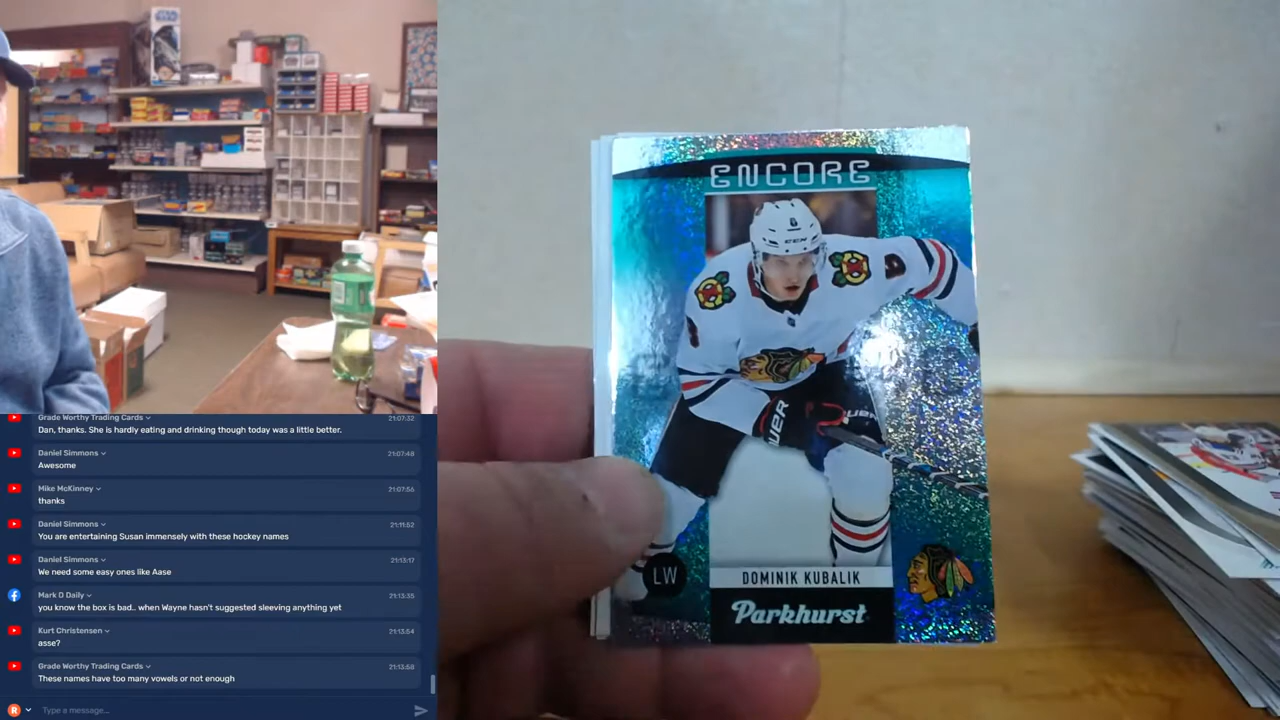 Grade Worthy Trading Cards
21:07:32
Dan, thanks. She is hardly eating and drinking though today was a little better.
Daniel Simmons
21:07:48
Awesome
Mike McKinney
21:07:56
thanks
Daniel Simmons
21:11:52
You are entertaining Susan immensely with these hockey names
Daniel Simmons
21:13:17
We need some easy ones like Aase
Mark D Daily
21:13:35
you know the box is bad.. when Wayne hasn't suggested sleeving anything yet
Kurt Christensen
21:13:54
asse?
Grade Worthy Trading Cards
21:13:58
These names have too many vowels or not enough
R
Type a message...
ENCORE
8
CCM
LW
DOMINIK KUBALIK
Parkhurst